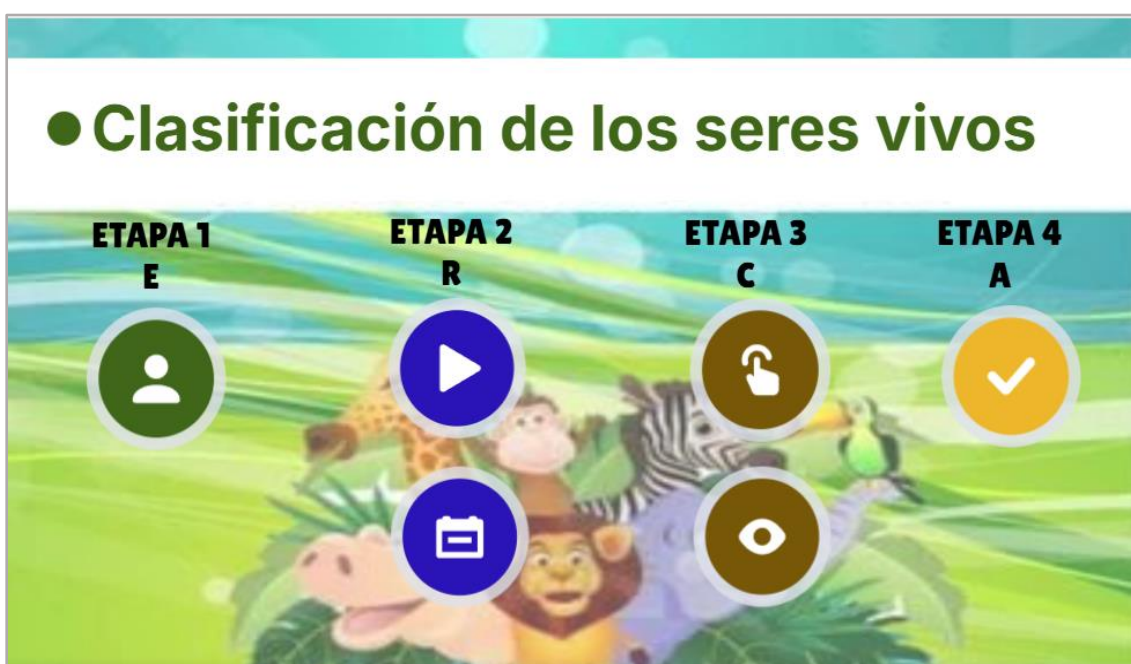 • Clasificación de los seres vivos
ETAPA 1
E
ETAPA 2
R
ETAPA 3
C
ETAPA 4
A